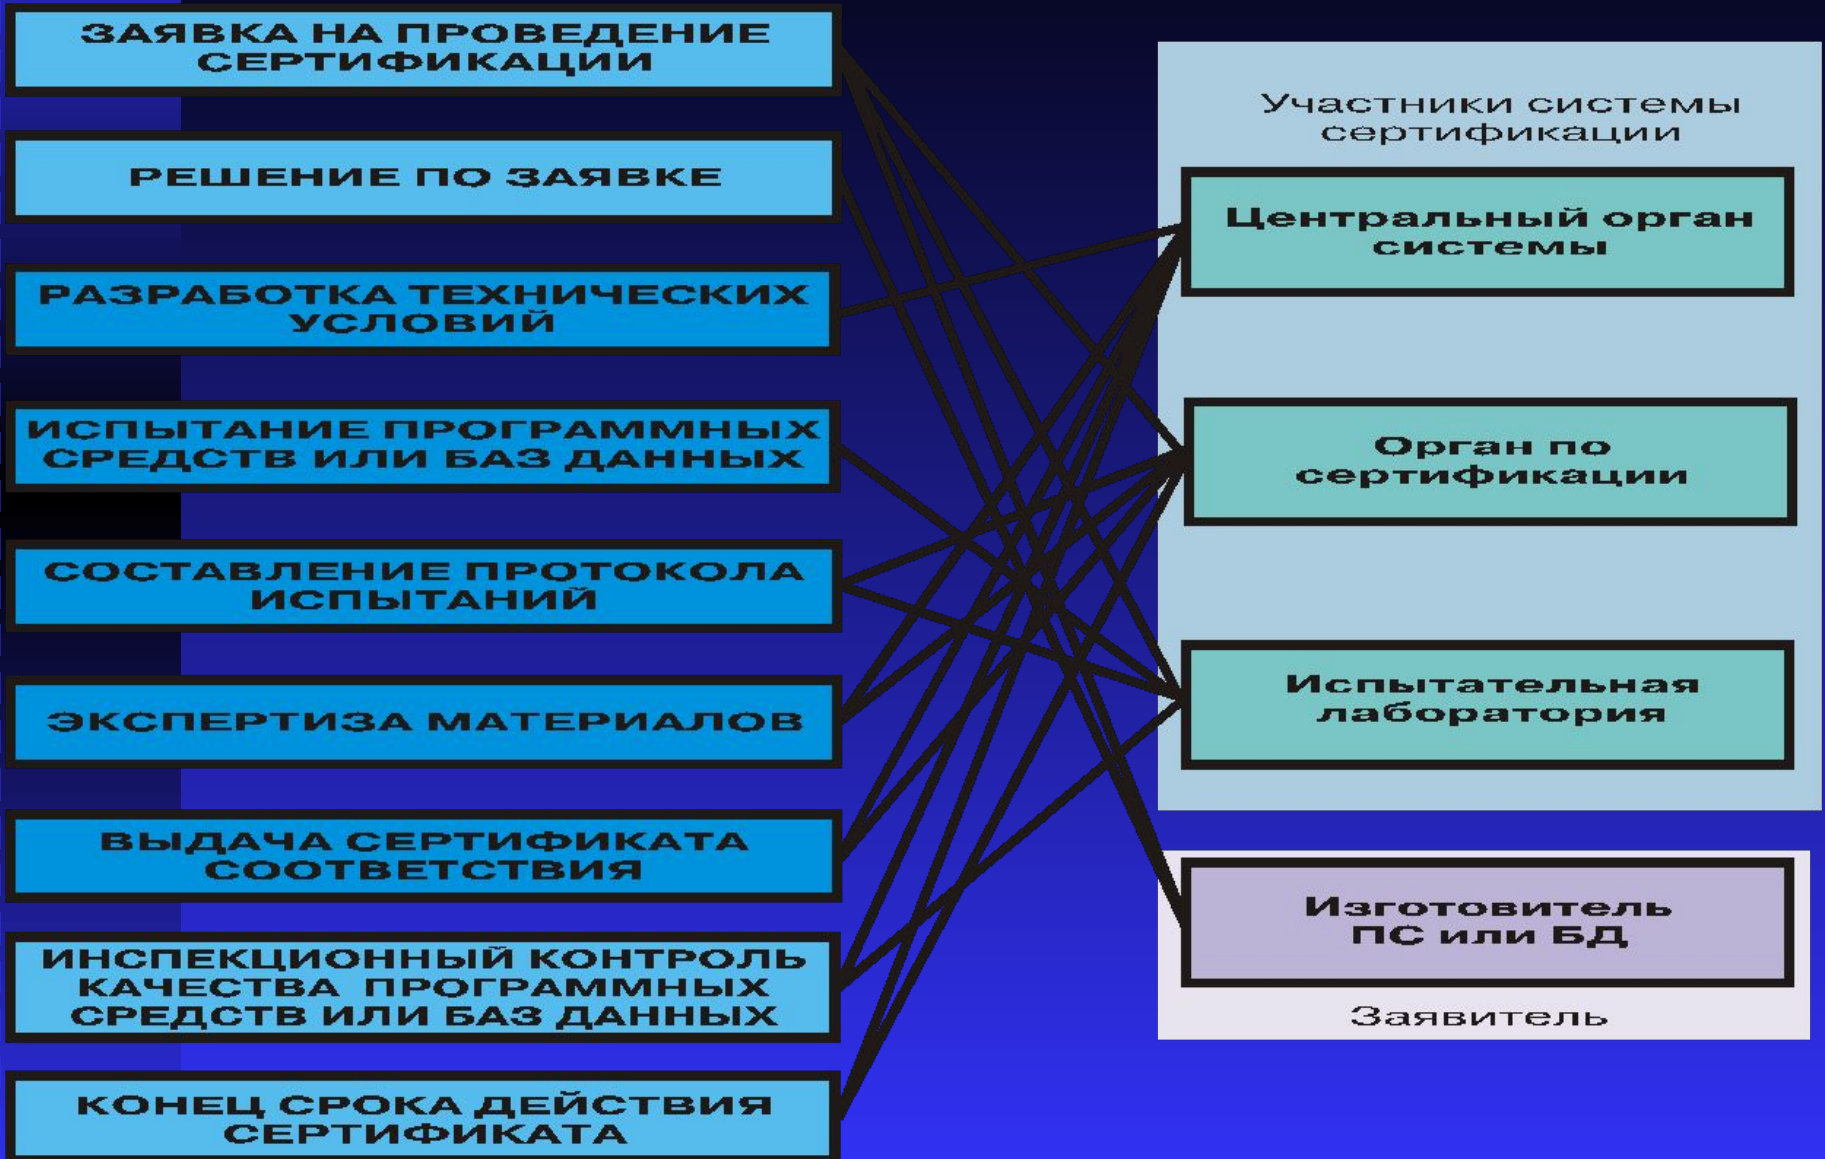 ЗАЯВКА НА ПРОВЕДЕНИЕ
СЕРТИФИКАЦИИ
РЕШЕНИЕ ПО ЗАЯВКЕ
РАЗРАБОТКА ТЕХНИЧЕСКИХ
УСЛОВИЙ
ИСПЫТАНИЕ ПРОГРАММНЫХ
СРЕДСТВ ИЛИ БАЗ ДАННЫХ
СОСТАВЛЕНИЕ ПРОТОКОЛА
ИСПЫТАНИЙ
ЭКСПЕРТИЗА МАТЕРИАЛОВ
ВЫДАЧА СЕРТИФИКАТА
СООТВЕТСТВИЯ
ИНСПЕКЦИОННЫЙ КОНТРОЛЬ
КАЧЕСТВА ПРОГРАММНЫХ
СРЕДСТВ ИЛИ БАЗ ДАННЫХ
КОНЕЦ СРОКА ДЕЙСТВИЯ
СЕРТИФИКАТА
Участники системы
сертификации
Центральный орган
системы
Орган по
сертификации
Испытательная
лаборатория
Изготовитель
ПС или БД
Заявитель